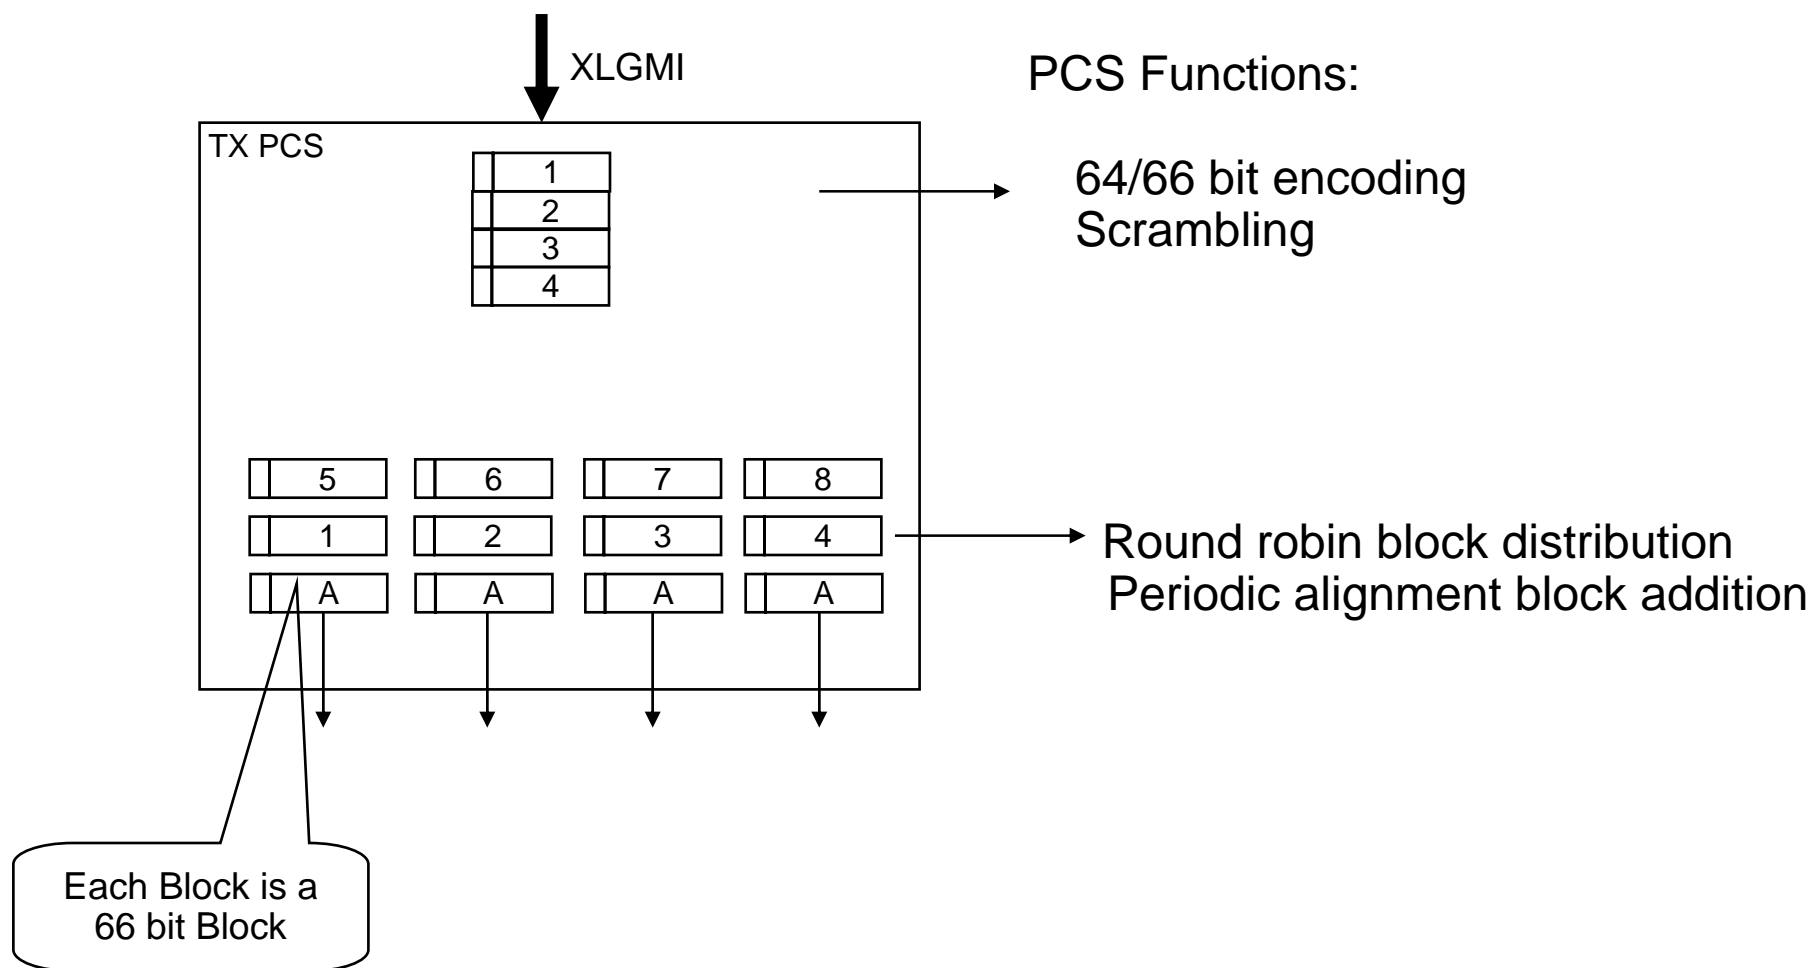 XLGMI
PCS Functions:
TX PCS
1
2
3
4
64/66 bit encoding
Scrambling
5 6 7 8
1 2 3 4
A A A A
Round robin block distribution
Periodic alignment block addition
Each Block is a
66 bit Block